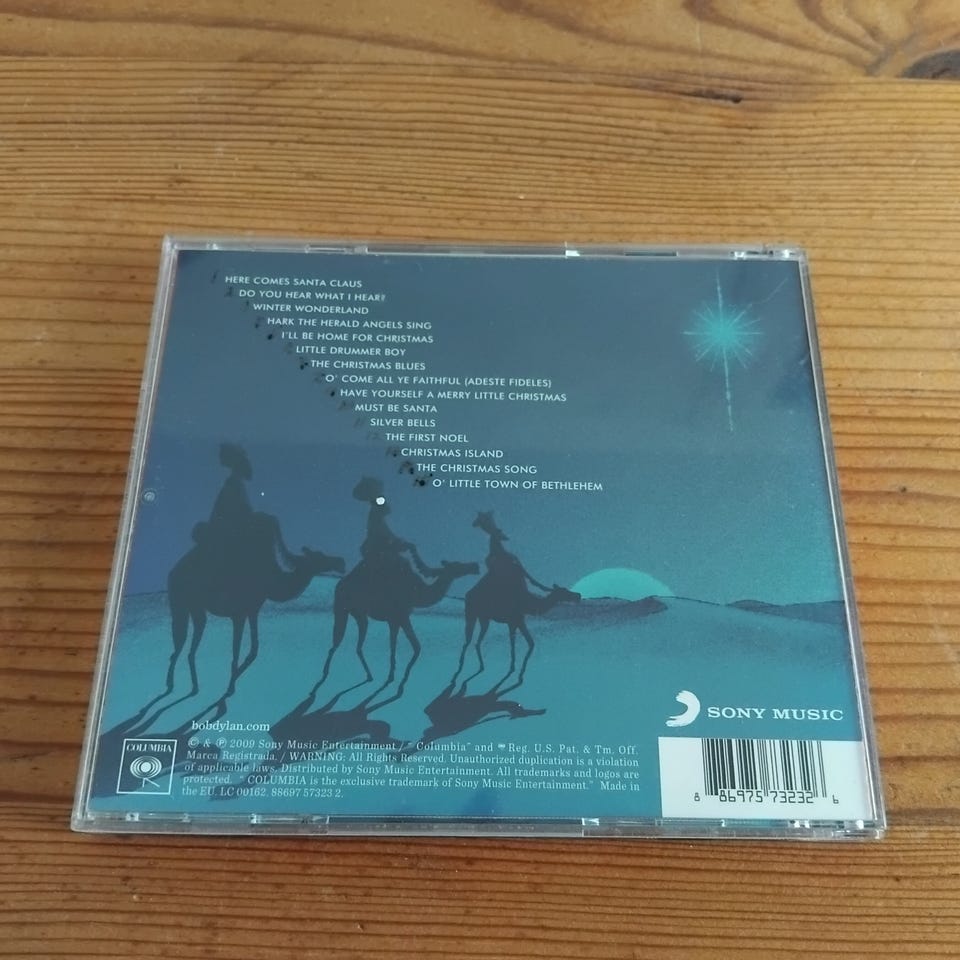 HERE COMES SANTA CLAUS
DO YOU HEAR WHAT I HEAR?
WINTER WONDERLAND
HARK THE HERALD ANGELS SING
I'LL BE HOME FOR CHRISTMAS
LITTLE DRUMMER BOY
THE CHRISTMAS BLUES
O' COME ALL YE FAITHFUL (ADESTE FIDELES)
HAVE YOURSELF A MERRY LITTLE CHRISTMAS
MUST BE SANTA
SILVER BELLS
THE FIRST NOEL
CHRISTMAS ISLAND
THE CHRISTMAS SONG
O' LITTLE TOWN OF BETHLEHEM
bobdylan.com
COLUMBIA
© & ℗ 2009 Sony Music Entertainment / " Columbia" and Reg. U.S. Pat. & Tm. Off.
Marca Registrada. / WARNING: All Rights Reserved. Unauthorized duplication is a violation
of applicable laws. Distributed by Sony Music Entertainment. All trademarks and logos are
protected. " COLUMBIA is the exclusive trademark of Sony Music Entertainment." Made in
the EU. LC 00162. 88697 57323 2.
SONY MUSIC
8 86975 73232 6